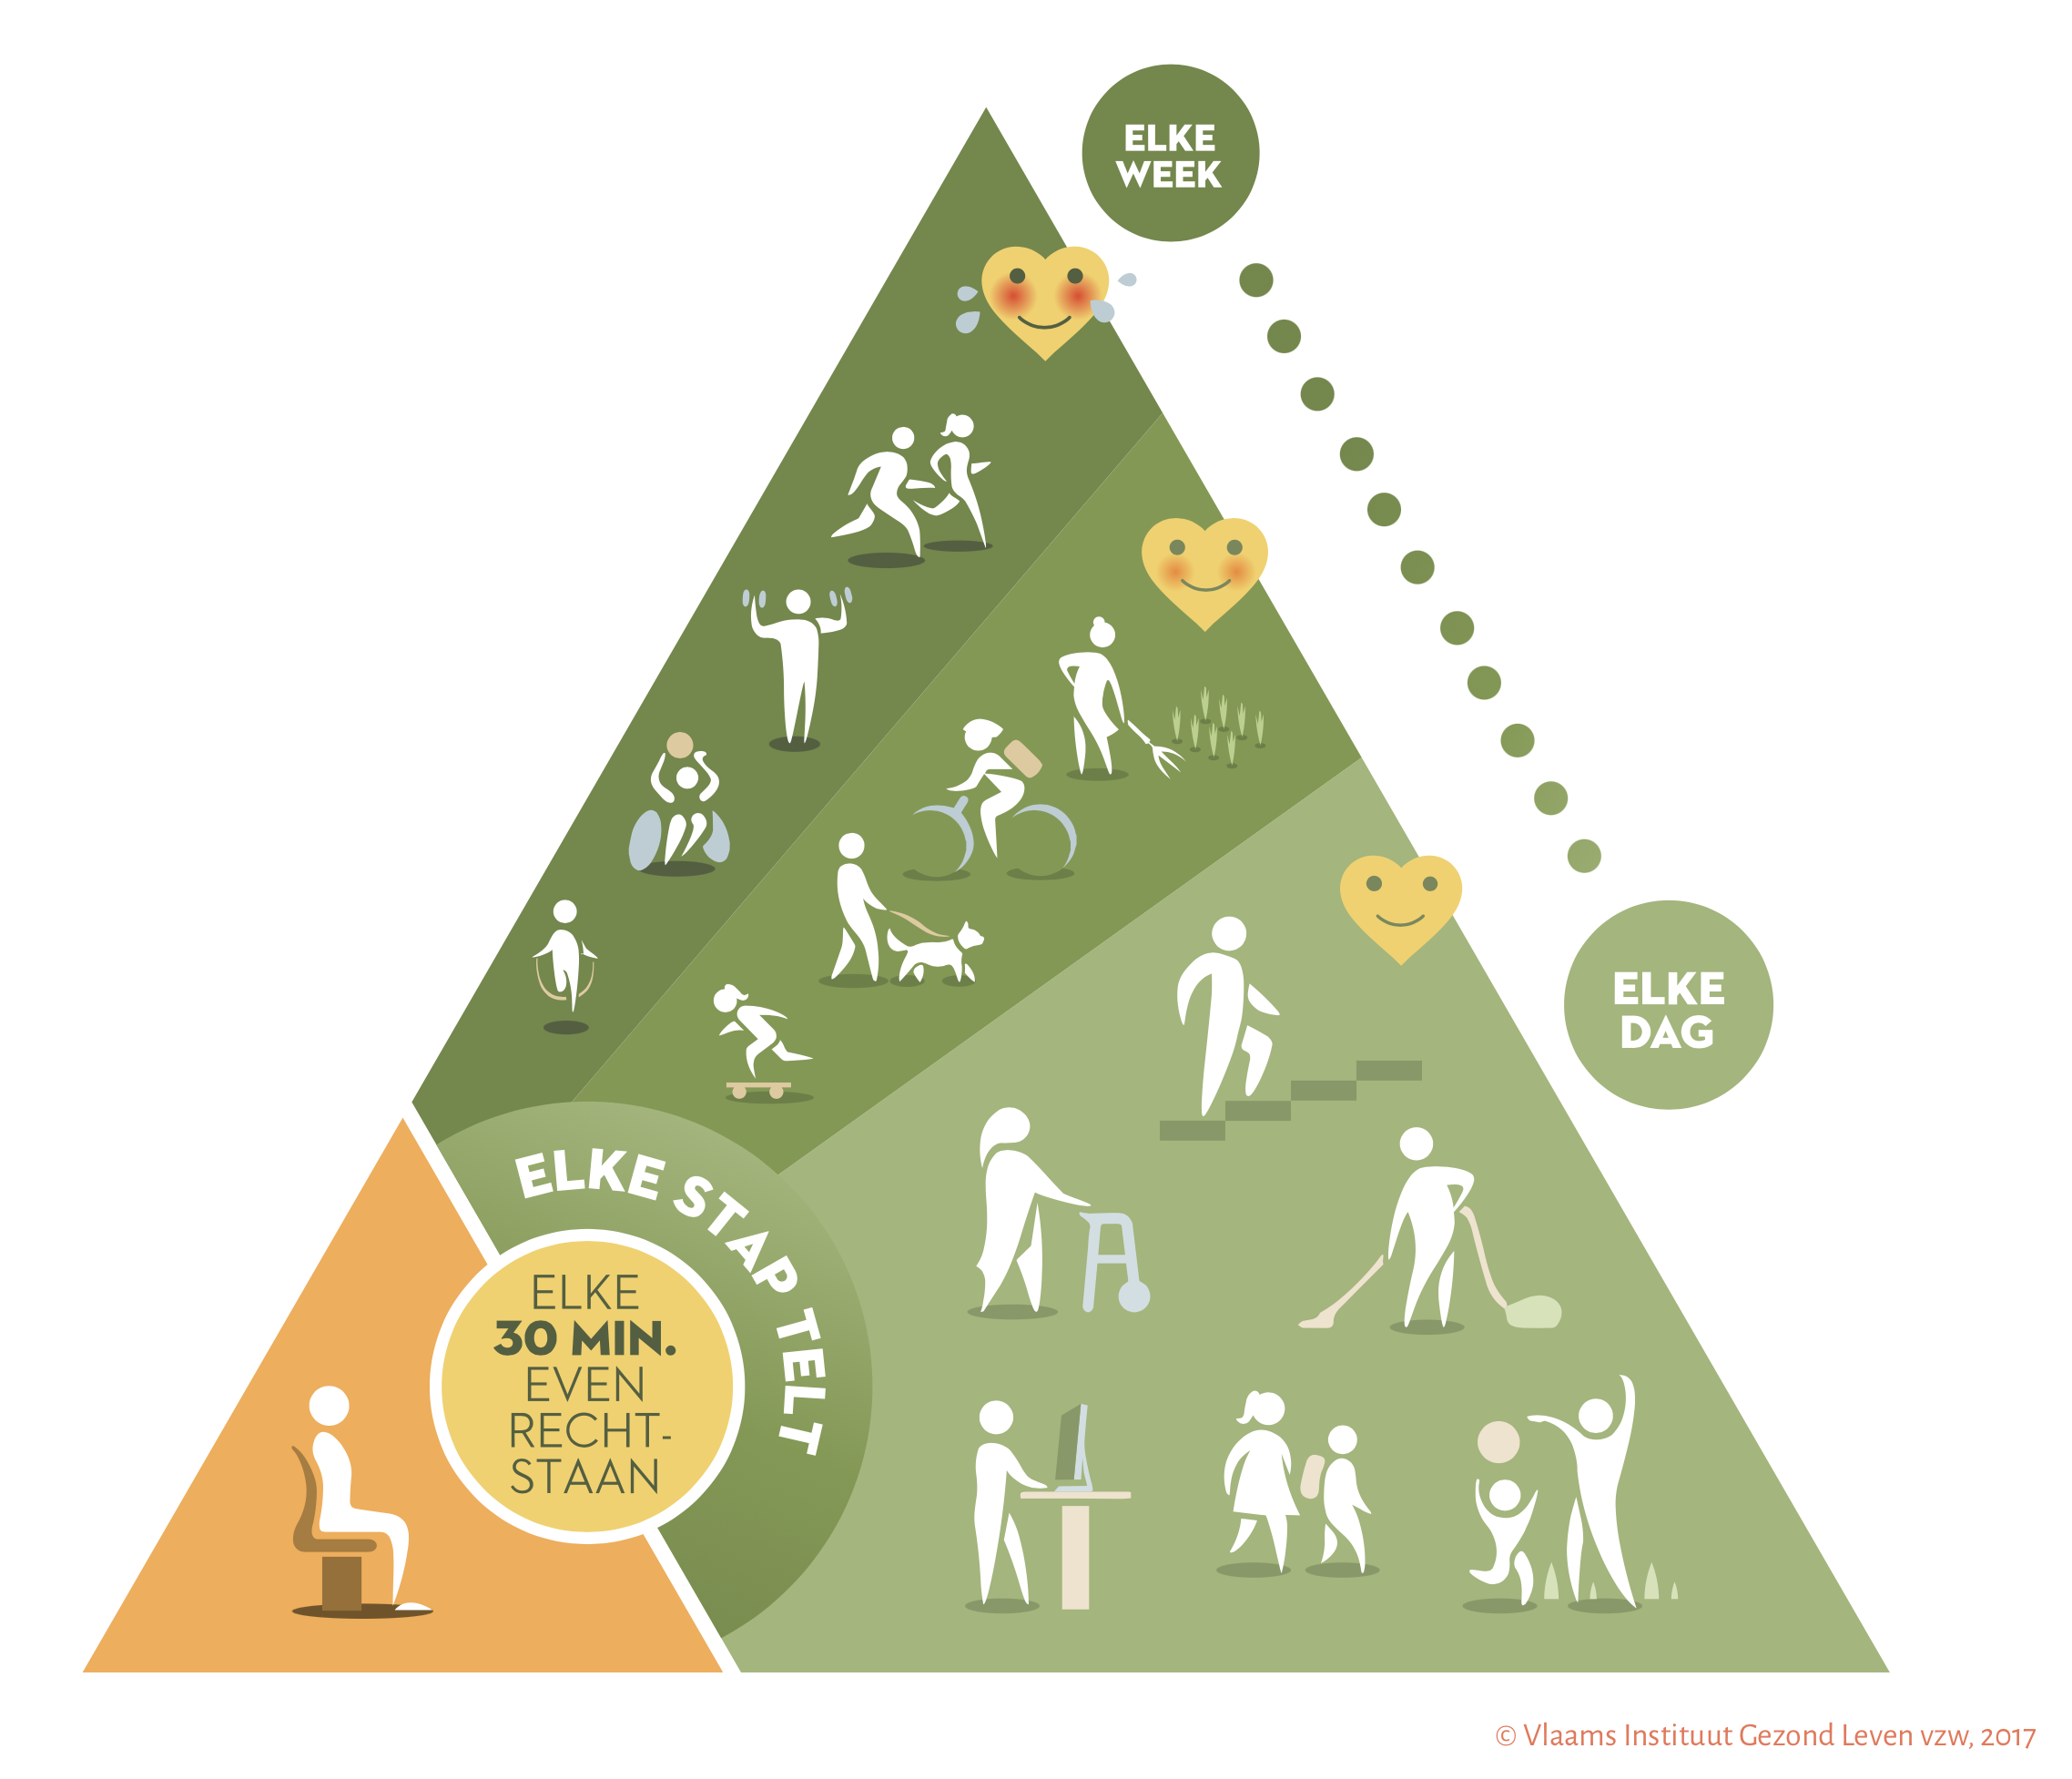 ELKE
WEEK
ELKE
DAG
ELKE STAP TELT
ELKE
30 MIN.
EVEN
RECHT-
STAAN
© Vlaams Instituut Gezond Leven vzw, 2017